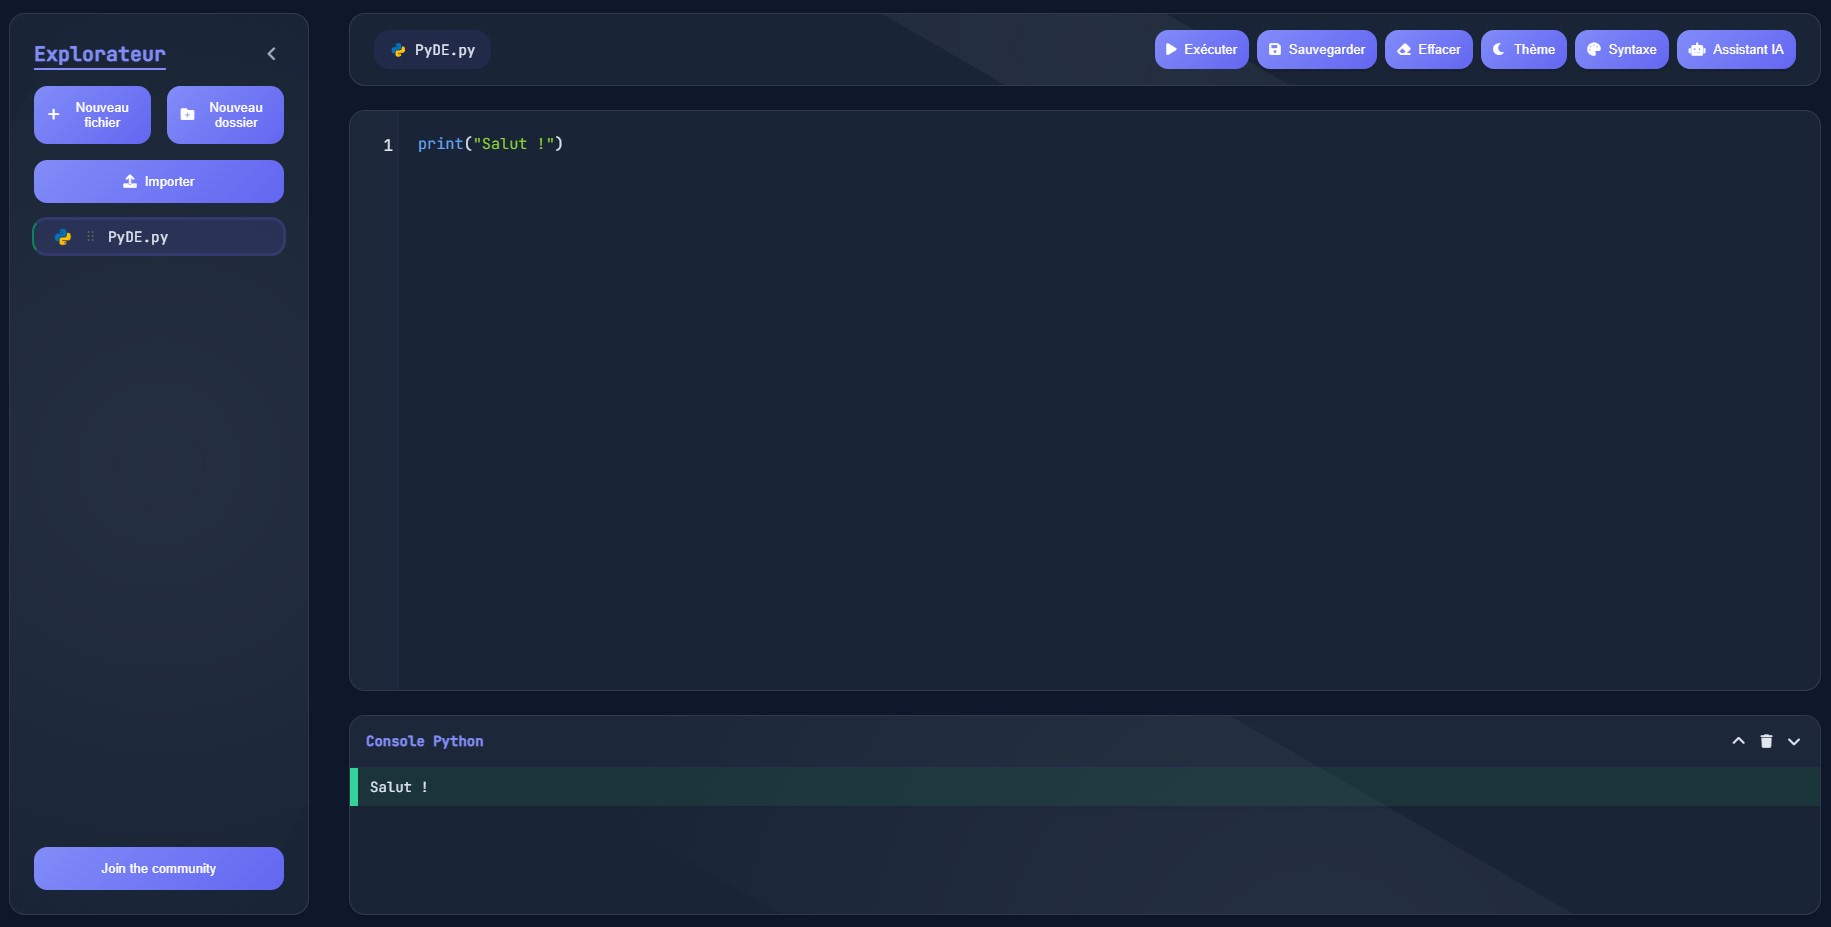 Explorateur
Nouveau
fichier
Nouveau
dossier
Importer
PyDE.py
Join the community
PyDE.py
Exécuter
Sauvegarder
Effacer
Thème
Syntaxe
Assistant IA
1
print("Salut !")
Console Python
Salut !